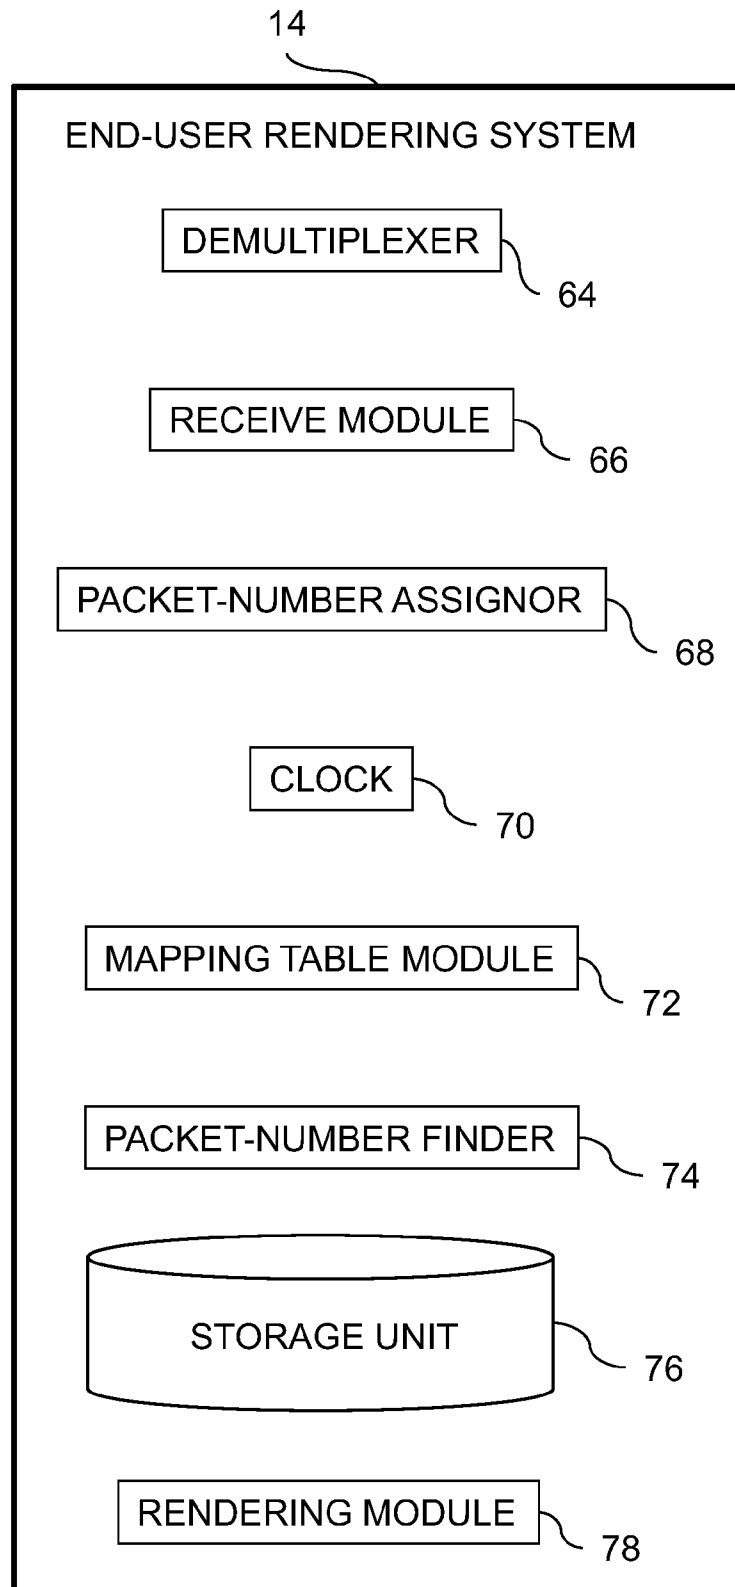 14
END-USER RENDERING SYSTEM
DEMULTIPLEXER
64
RECEIVE MODULE
66
PACKET-NUMBER ASSIGNOR
68
CLOCK
70
MAPPING TABLE MODULE
72
PACKET-NUMBER FINDER
74
STORAGE UNIT
76
RENDERING MODULE
78